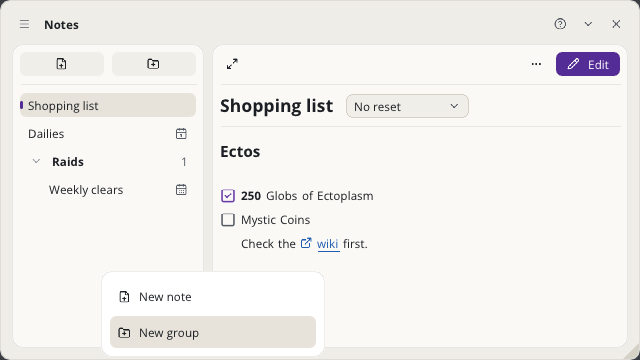 Notes
Edit
Shopping list
Dailies
Raids 1
Weekly clears
Shopping list No reset
Ectos
250 Globs of Ectoplasm
Mystic Coins
Check the wiki first.
New note
New group